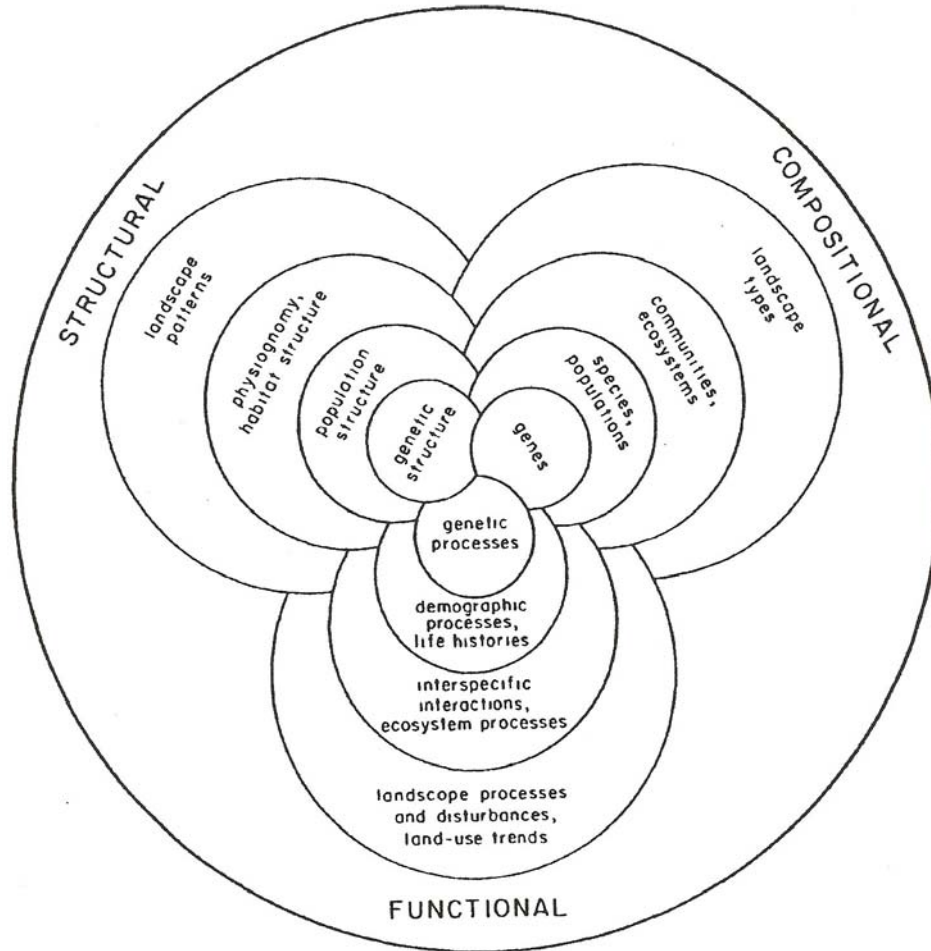 STRUCTURAL
landscape
patterns
physiognomy,
habitat structure
population
structure
genetic
structure
COMPOSITIONAL
landscape
types
communities,
ecosystems
species,
populations
genes
genetic
processes
demographic
processes,
life histories
interspecific
interactions,
ecosystem processes
landscope processes
and disturbances,
land-use trends
FUNCTIONAL